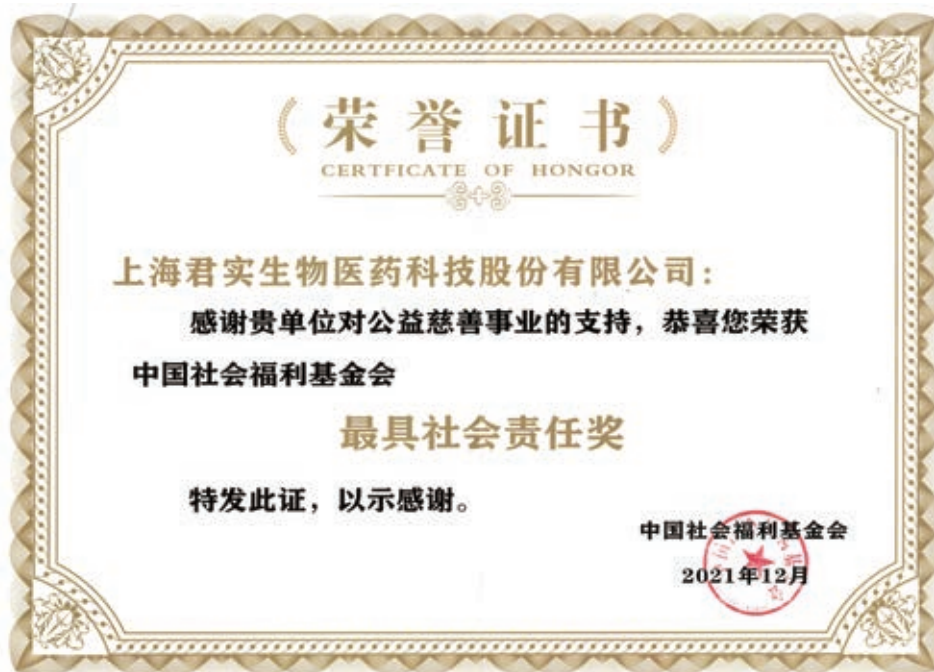 荣誉证书
CERTFICATE OF HONGOR
上海君实生物医药科技股份有限公司：
感谢贵单位对公益慈善事业的支持，恭喜您荣获
中国社会福利基金会
最具社会责任奖
特发此证，以示感谢。
中国社会福利基金会
2021年12月